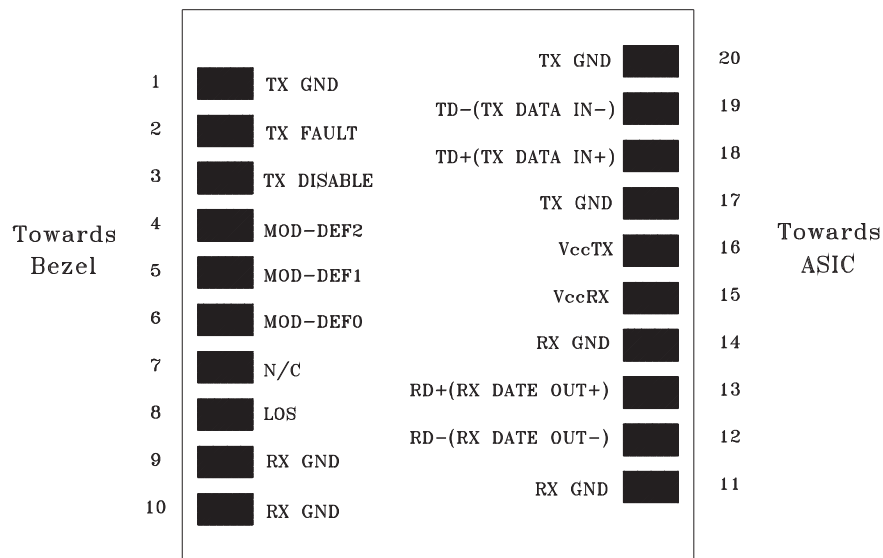 Towards
Bezel
1 TX GND
2 TX FAULT
3 TX DISABLE
4 MOD-DEF2
5 MOD-DEF1
6 MOD-DEF0
7 N/C
8 LOS
9 RX GND
10 RX GND
TX GND 20
TD-(TX DATA IN-) 19
TD+(TX DATA IN+) 18
TX GND 17
VccTX 16
VccRX 15
RX GND 14
RD+(RX DATE OUT+) 13
RD-(RX DATE OUT-) 12
RX GND 11
Towards
ASIC